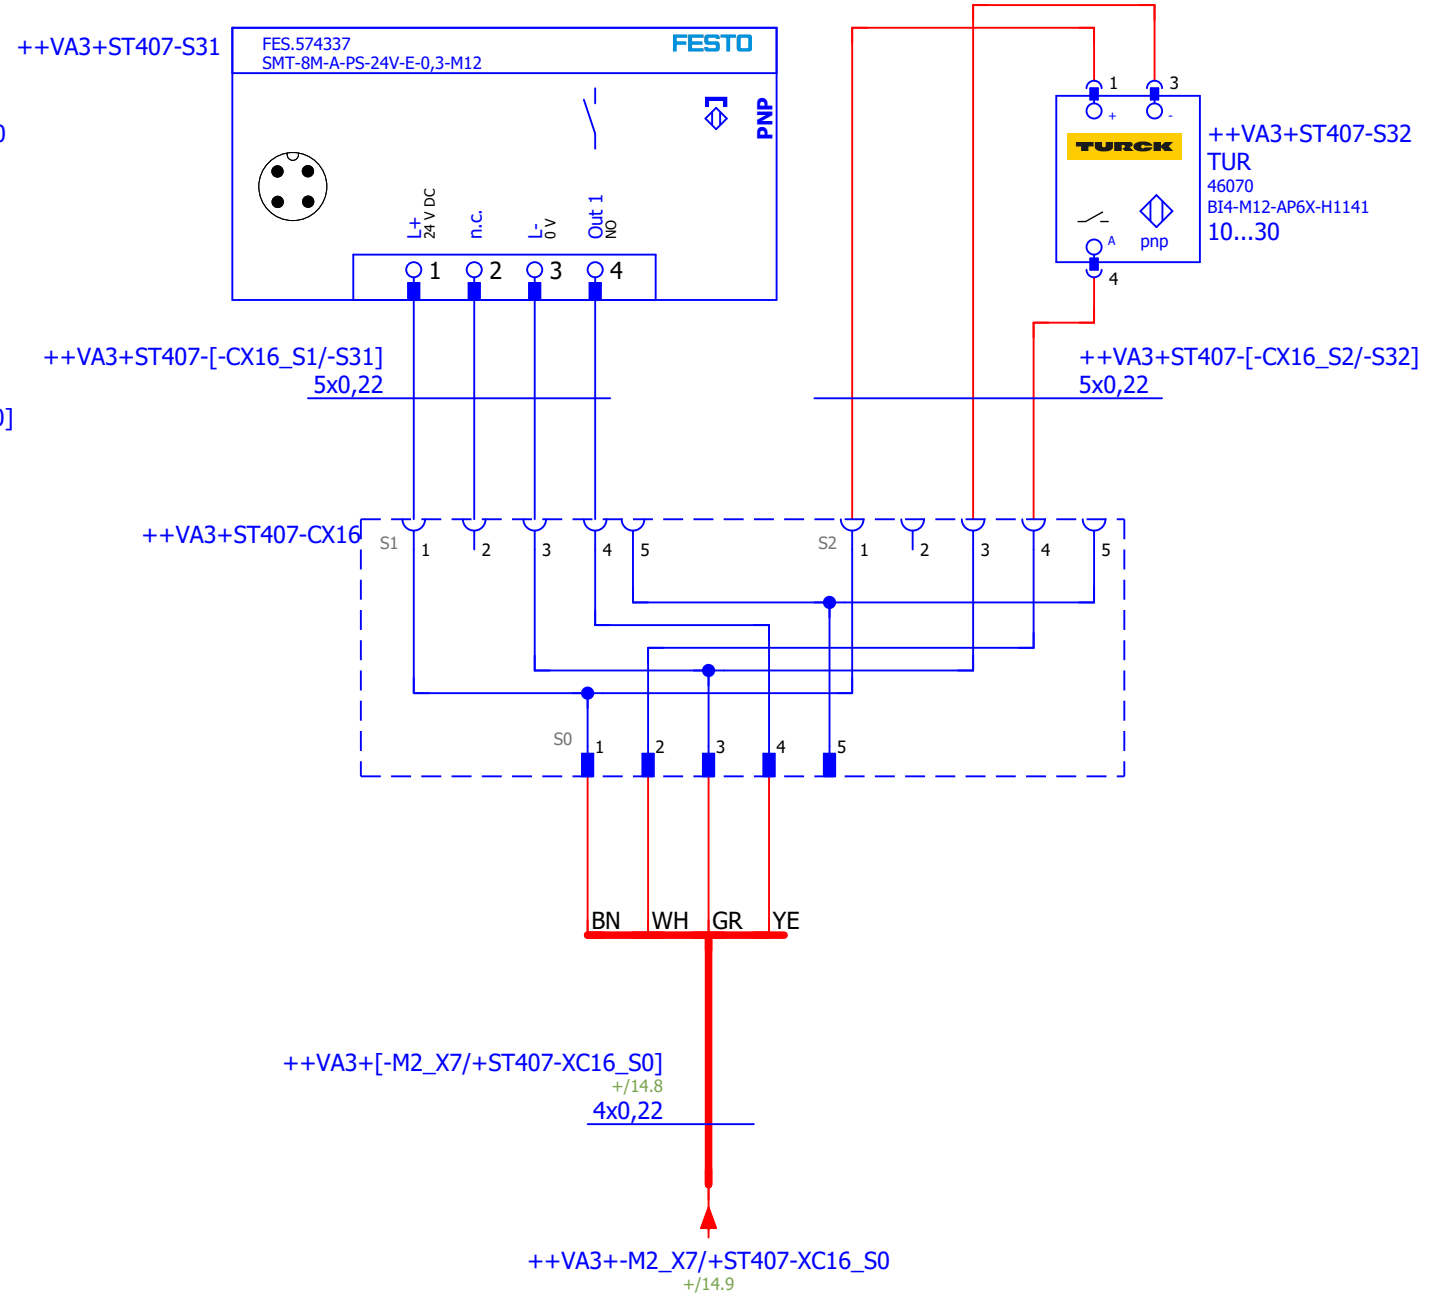 ++VA3+ST407-S31
FES.574337
SMT-8M-A-PS-24V-E-0,3-M12
FESTO
PNP
L+
24 V DC
n.c.
L-
0 V
Out 1
NO
1 2 3 4
1 3
+ -
TURCK
A
pnp
4
++VA3+ST407-S32
TUR
46070
BI4-M12-AP6X-H1141
10...30
0
++VA3+ST407-[-CX16_S1/-S31]
5x0,22
++VA3+ST407-[-CX16_S2/-S32]
5x0,22
0]
++VA3+ST407-CX16
S1 1 2 3 4 5
S2 1 2 3 4 5
S0 1 2 3 4 5
BN WH GR YE
++VA3+[-M2_X7/+ST407-XC16_S0]
+/14.8
4x0,22
++VA3+-M2_X7/+ST407-XC16_S0
+/14.9